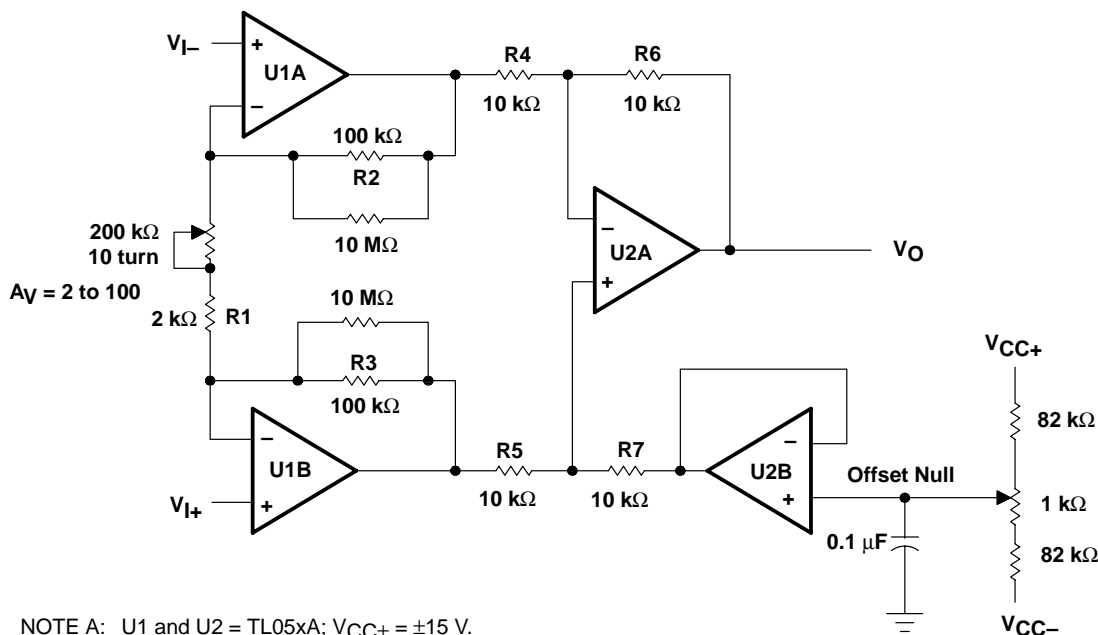 VI–
+
U1A
–
R4
10 kΩ
R6
10 kΩ
100 kΩ
R2
10 MΩ
200 kΩ
10 turn
AV = 2 to 100
2 kΩ
R1
–
U2A
+
VO
10 MΩ
R3
100 kΩ
–
U1B
+
VI+
R5
10 kΩ
R7
10 kΩ
–
U2B
+
Offset Null
0.1 μF
VCC+
82 kΩ
1 kΩ
82 kΩ
VCC–
NOTE A: U1 and U2 = TL05xA; VCC+ = ±15 V.